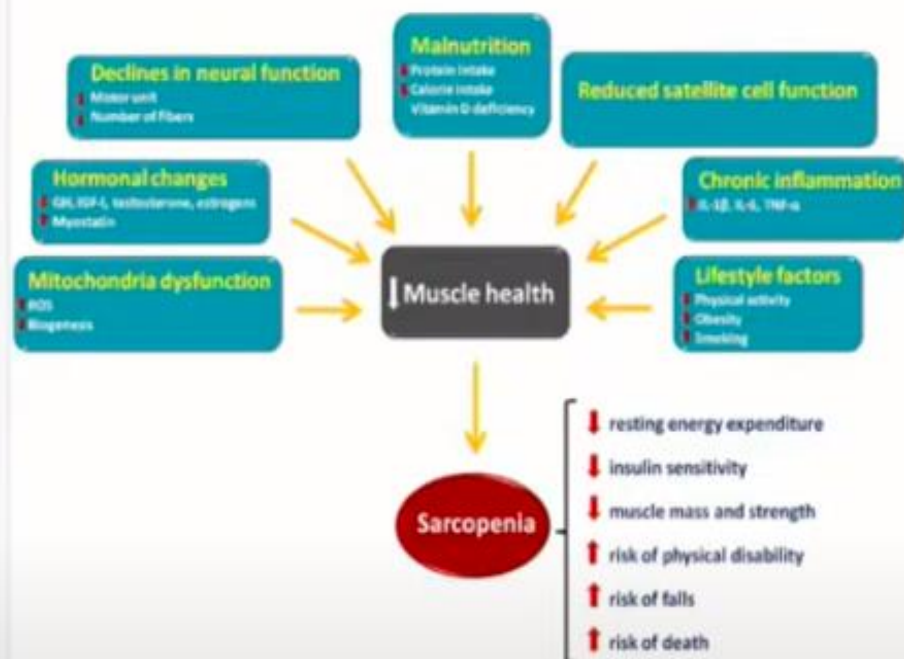 Malnutrition
Protein intake
Calorie intake
Vitamin D deficiency
Declines in neural function
Motor unit
Number of Fibers
Reduced satellite cell function
Hormonal changes
GH, IGF-I, testosterone, estrogens
Myostatin
Chronic inflammation
IL-1β, IL-6, TNF-α
Mitochondria dysfunction
ROS
Biogenesis
↓ Muscle health
Lifestyle factors
Physical activity
Obesity
Smoking
Sarcopenia
↓ resting energy expenditure
↓ insulin sensitivity
↓ muscle mass and strength
↑ risk of physical disability
↑ risk of falls
↑ risk of death